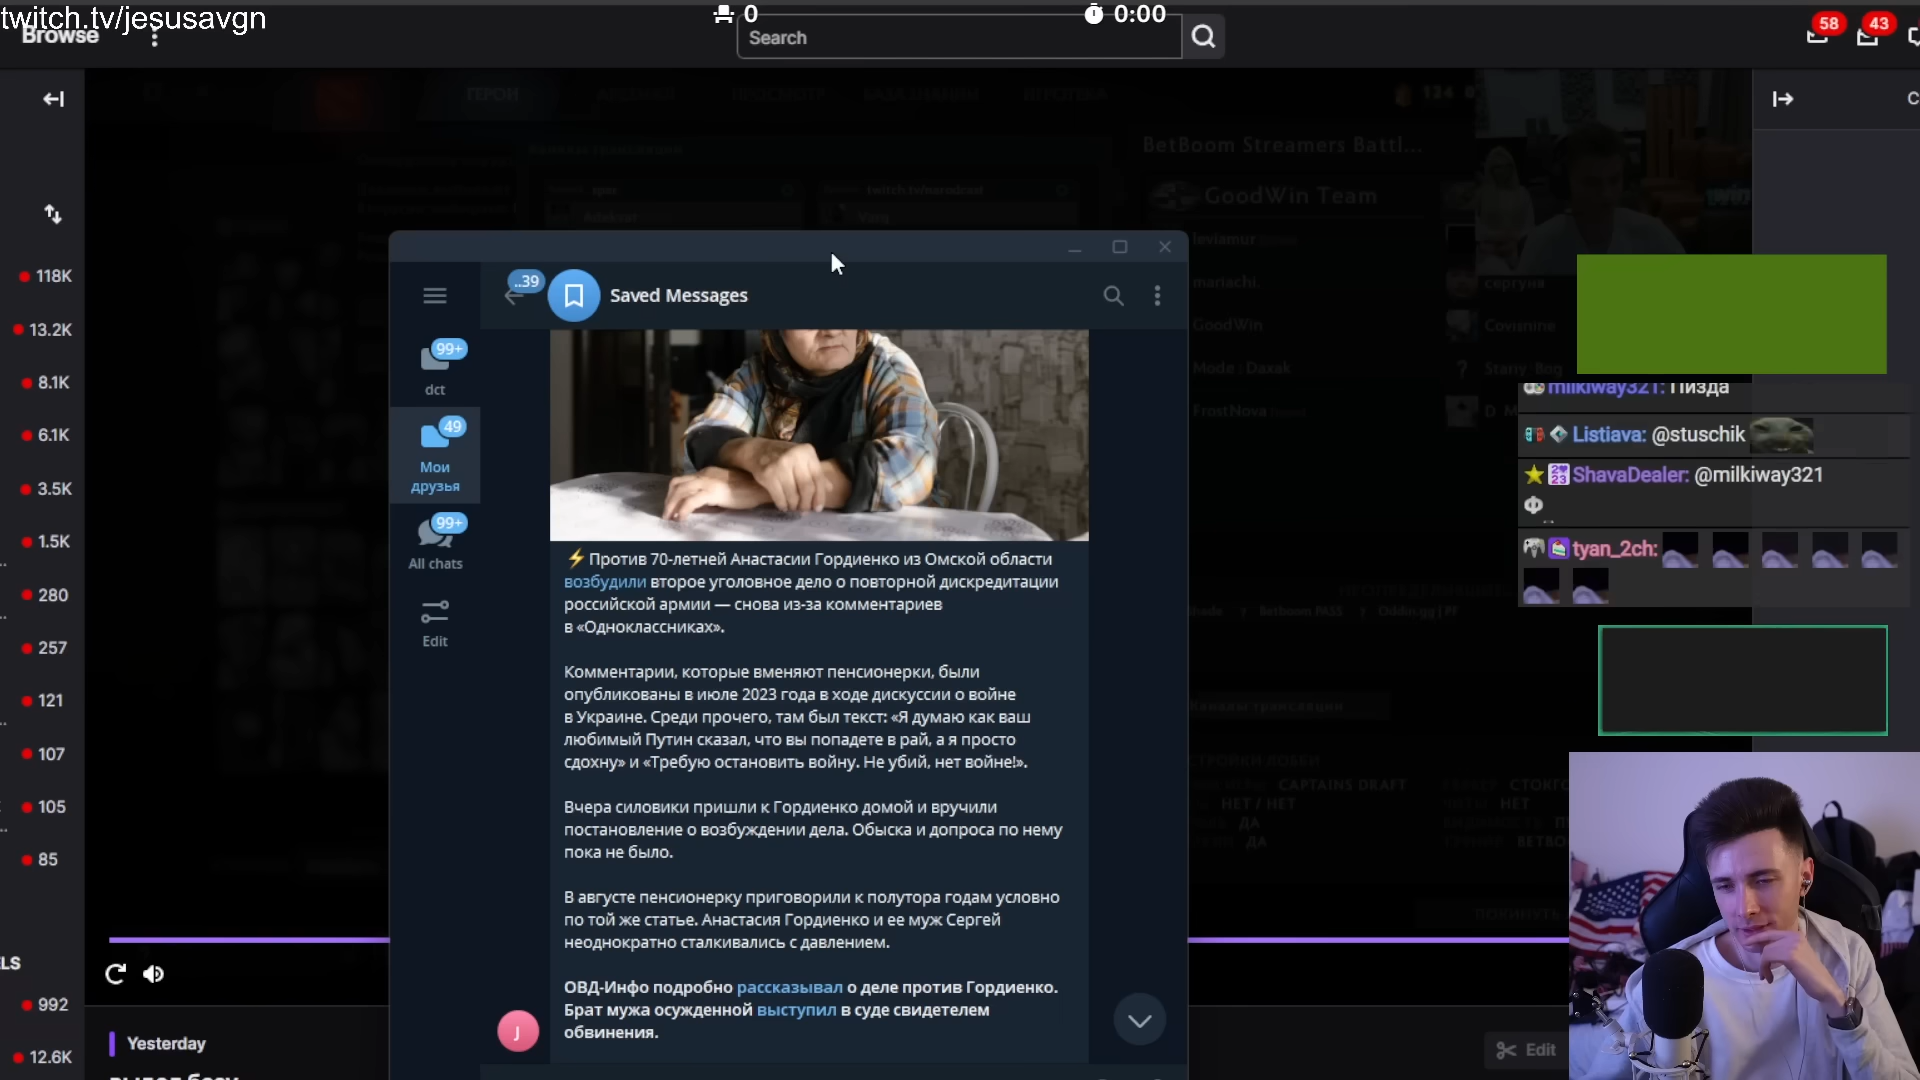 twitch.tv/jesusavgn
0
0:00
Browse
Search
58
43
118K
13.2K
8.1K
6.1K
3.5K
1.5K
280
257
121
107
105
85
LS
992
12.6K
ГЕРОИ
124
BetBoom Streamers Battl...
GoodWin Team
twitch.tv/narodcast
leviamur
mariachi.
GoodWin
Mode : Daxak
FrostNova
сергуна
Covisnine
? Starry_Bog
CAPTAINS DRAFT
НЕТ / НЕТ
ДА
ДА
НЕТ
ПОКИНУТЬ
..39
Saved Messages
99+
dct
49
Мои
друзья
99+
All chats
Edit
⚡Против 70-летней Анастасии Гордиенко из Омской области
возбудили второе уголовное дело о повторной дискредитации
российской армии — снова из-за комментариев
в «Одноклассниках».
Комментарии, которые вменяют пенсионерки, были
опубликованы в июле 2023 года в ходе дискуссии о войне
в Украине. Среди прочего, там был текст: «Я думаю как ваш
любимый Путин сказал, что вы попадете в рай, а я просто
сдохну» и «Требую остановить войну. Не убий, нет войне!».
Вчера силовики пришли к Гордиенко домой и вручили
постановление о возбуждении дела. Обыска и допроса по нему
пока не было.
В августе пенсионерку приговорили к полутора годам условно
по той же статье. Анастасия Гордиенко и ее муж Сергей
неоднократно сталкивались с давлением.
ОВД-Инфо подробно рассказывал о деле против Гордиенко.
Брат мужа осужденной выступил в суде свидетелем
обвинения.
J
milkiway321: Пизда
Listiava: @stuschik
ShavaDealer: @milkiway321
Ф
tyan_2ch:
Yesterday
Edit